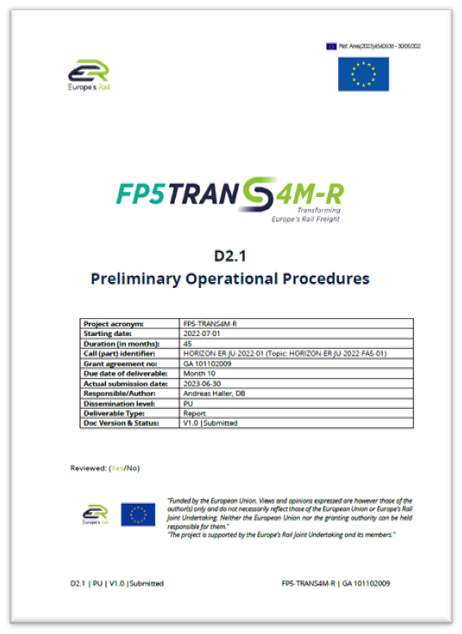 Ref. Ares(2023)4540938 - 30/06/202
Europe's Rail
FP5TRANS4M-R
Transforming
Europe's Rail Freight
D2.1
Preliminary Operational Procedures
Project acronym: FP5-TRANS4M-R
Starting date: 2022-07-01
Duration (in months): 45
Call (part) identifier: HORIZON-ER-JU-2022-01 (Topic: HORIZON-ER-JU-2022-FA5-01)
Grant agreement no: GA 101102009
Due date of deliverable: Month 10
Actual submission date: 2023-06-30
Responsible/Author: Andreas Haller, DB
Dissemination level: PU
Deliverable Type: Report
Doc Version & Status: V1.0 |Submitted
Reviewed: (Yes/No)
Europe's Rail
"Funded by the European Union. Views and opinions expressed are however those of the
author(s) only and do not necessarily reflect those of the European Union or Europe's Rail
Joint Undertaking. Neither the European Union nor the granting authority can be held
responsible for them."
"The project is supported by the Europe's Rail Joint Undertaking and its members."
D2.1 | PU | V1.0 |Submitted
FP5-TRANS4M-R | GA 101102009